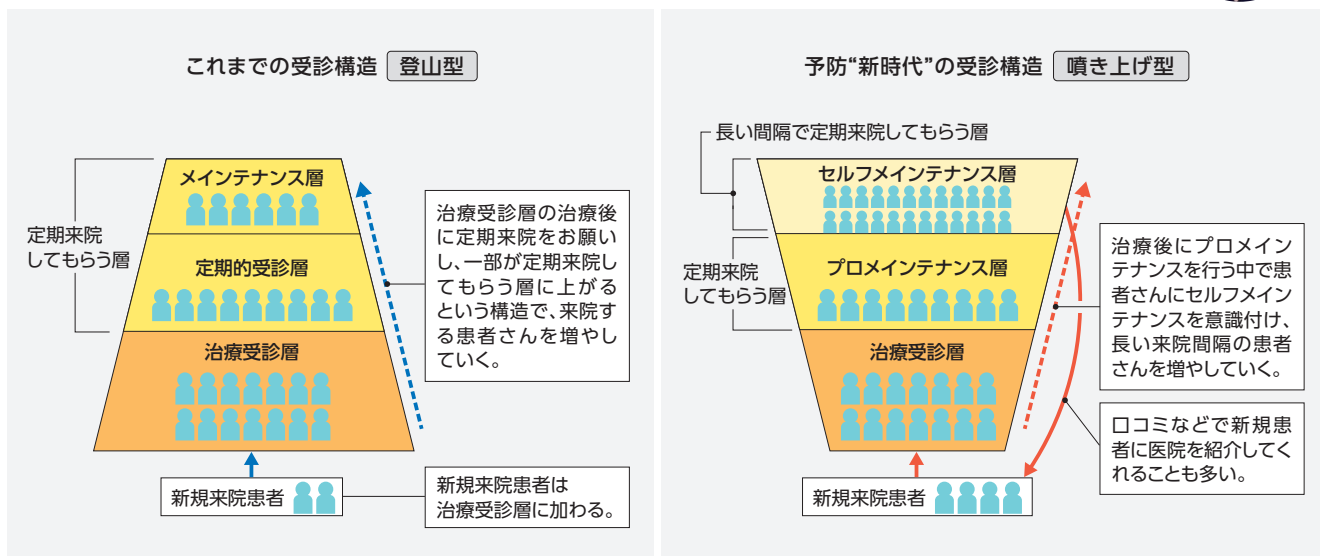 これまでの受診構造 登山型
メインテナンス層
定期来院
してもらう層
定期的受診層
治療受診層
治療受診層の治療後
に定期来院をお願い
し、一部が定期来院し
てもらう層に上がる
という構造で、来院す
る患者さんを増やし
ていく。
新規来院患者
新規来院患者は
治療受診層に加わる。
予防“新時代”の受診構造 噴き上げ型
長い間隔で定期来院してもらう層
セルフメインテナンス層
定期来院
してもらう層
プロメインテナンス層
治療受診層
治療後にプロメイン
テナンスを行う中で患
者さんにセルフメイン
テナンスを意識付け、
長い来院間隔の患者
さんを増やしていく。
口コミなどで新規患
者に医院を紹介してく
れることも多い。
新規来院患者